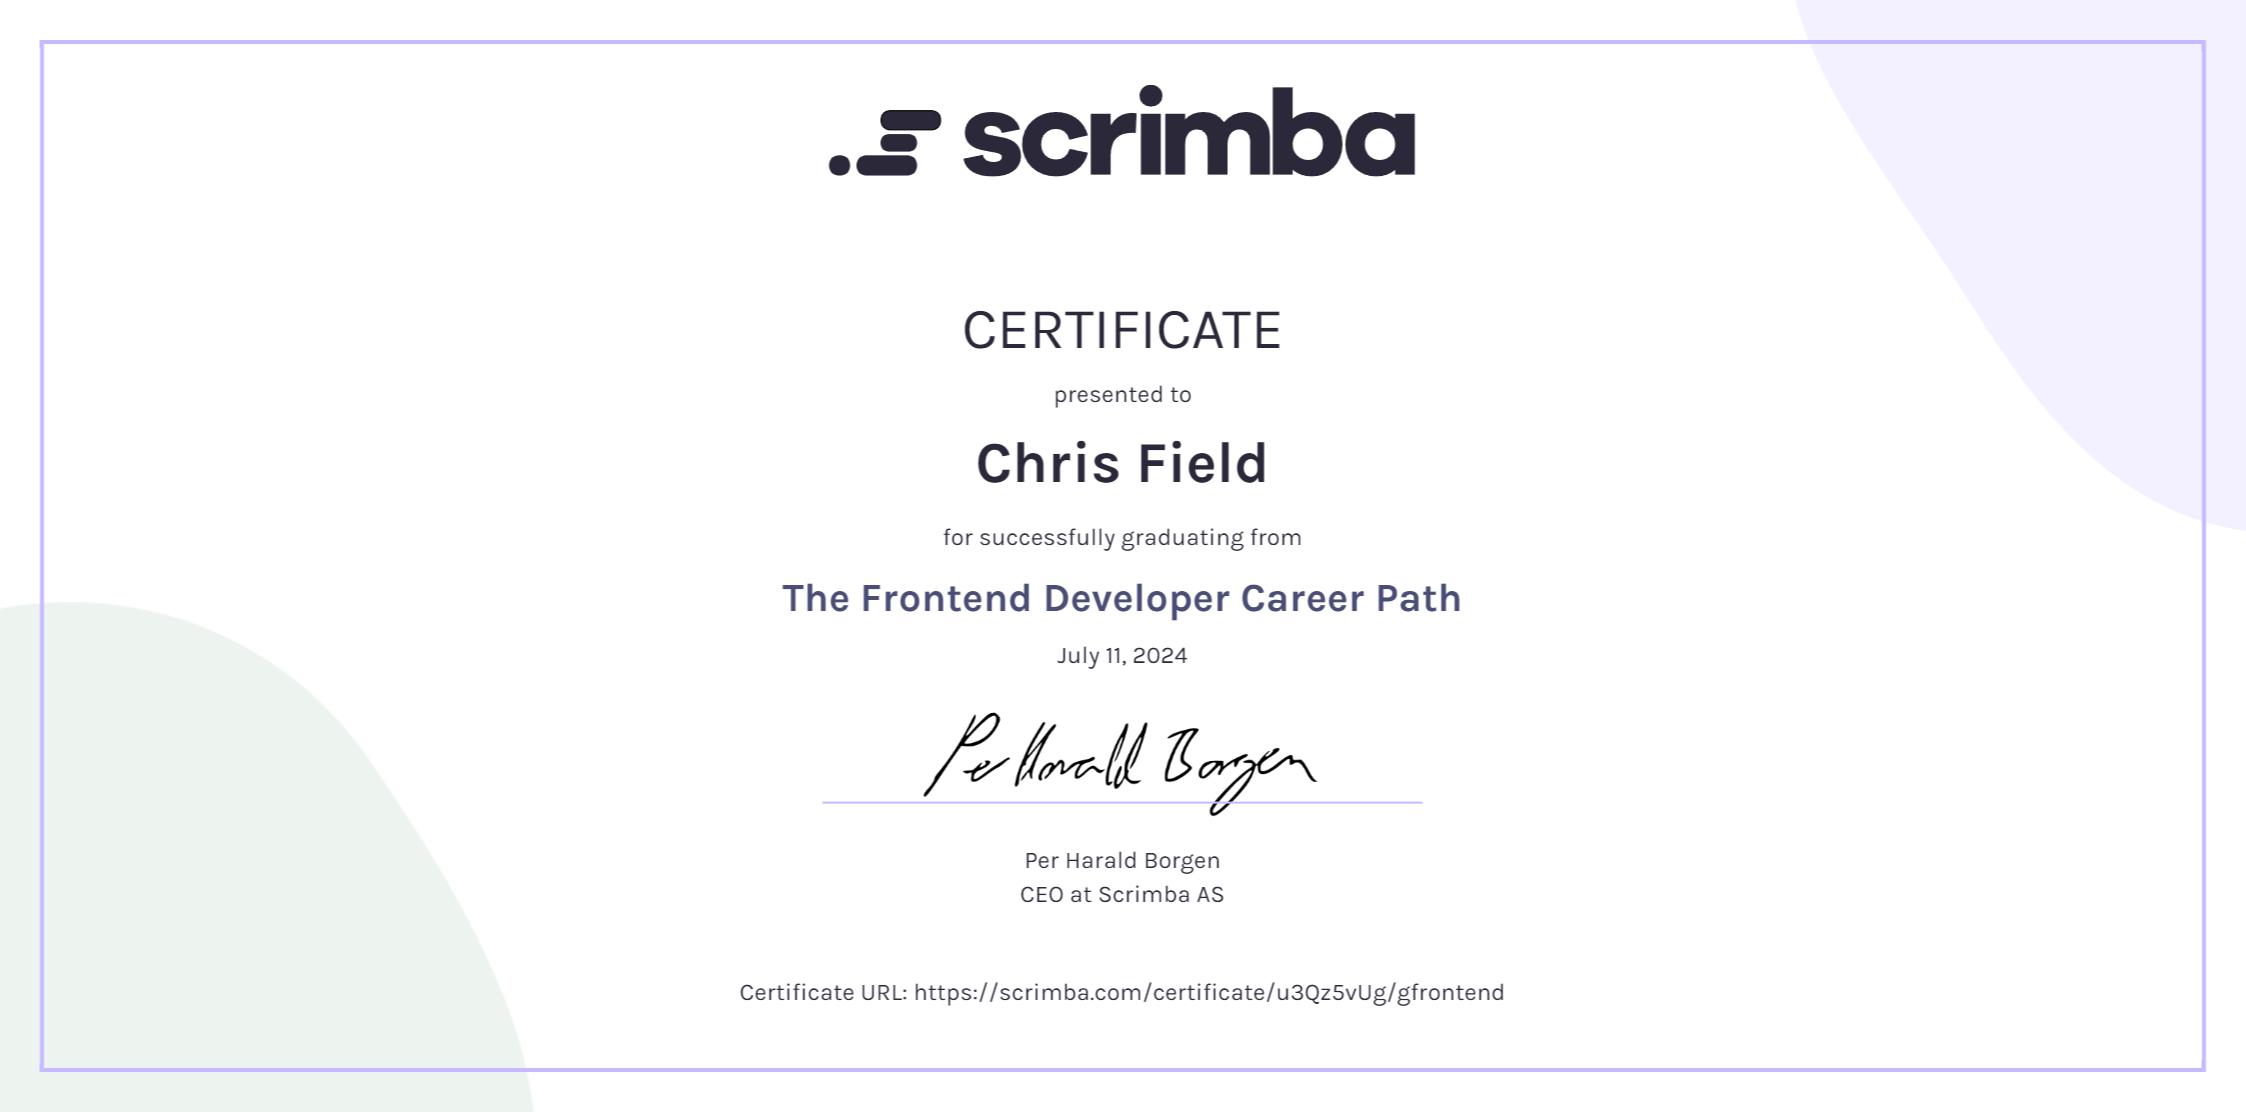 scrimba
CERTIFICATE
presented to
Chris Field
for successfully graduating from
The Frontend Developer Career Path
July 11, 2024
Per Harald Borgen
Per Harald Borgen
CEO at Scrimba AS
Certificate URL: https://scrimba.com/certificate/u3Qz5vUg/gfrontend